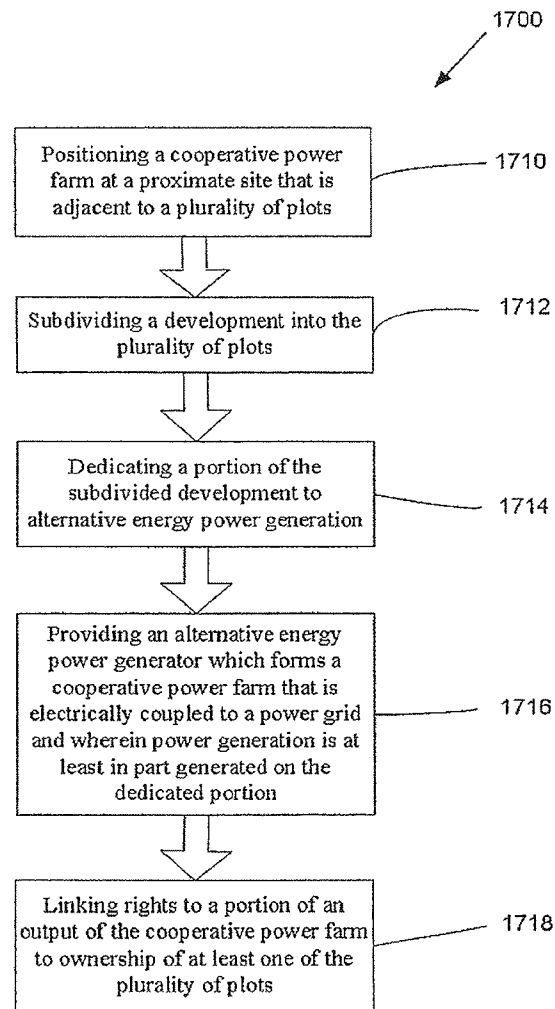 1700
Positioning a cooperative power
farm at a proximate site that is
adjacent to a plurality of plots
1710
Subdividing a development into the
plurality of plots
1712
Dedicating a portion of the
subdivided development to
alternative energy power generation
1714
Providing an alternative energy
power generator which forms a
cooperative power farm that is
electrically coupled to a power grid
and wherein power generation is at
least in part generated on the
dedicated portion
1716
Linking rights to a portion of an
output of the cooperative power farm
to ownership of at least one of the
plurality of plots
1718